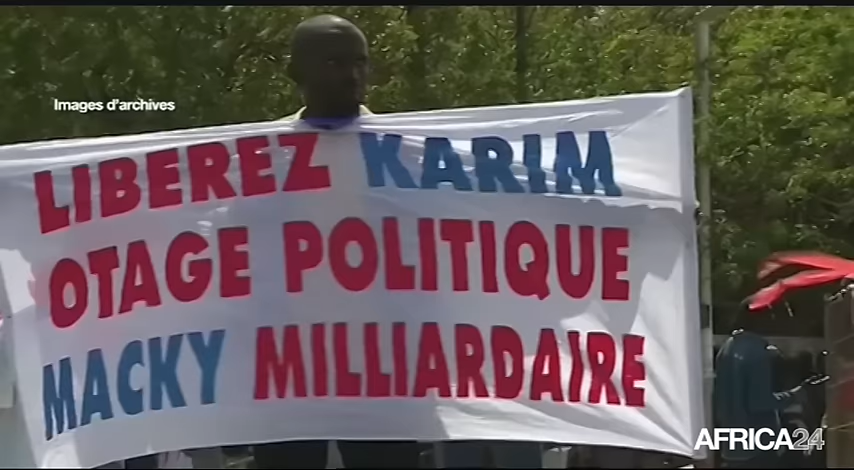 Images d'archives
LIBEREZ KARIM
OTAGE POLITIQUE
MACKY MILLIARDAIRE
AFRICA24